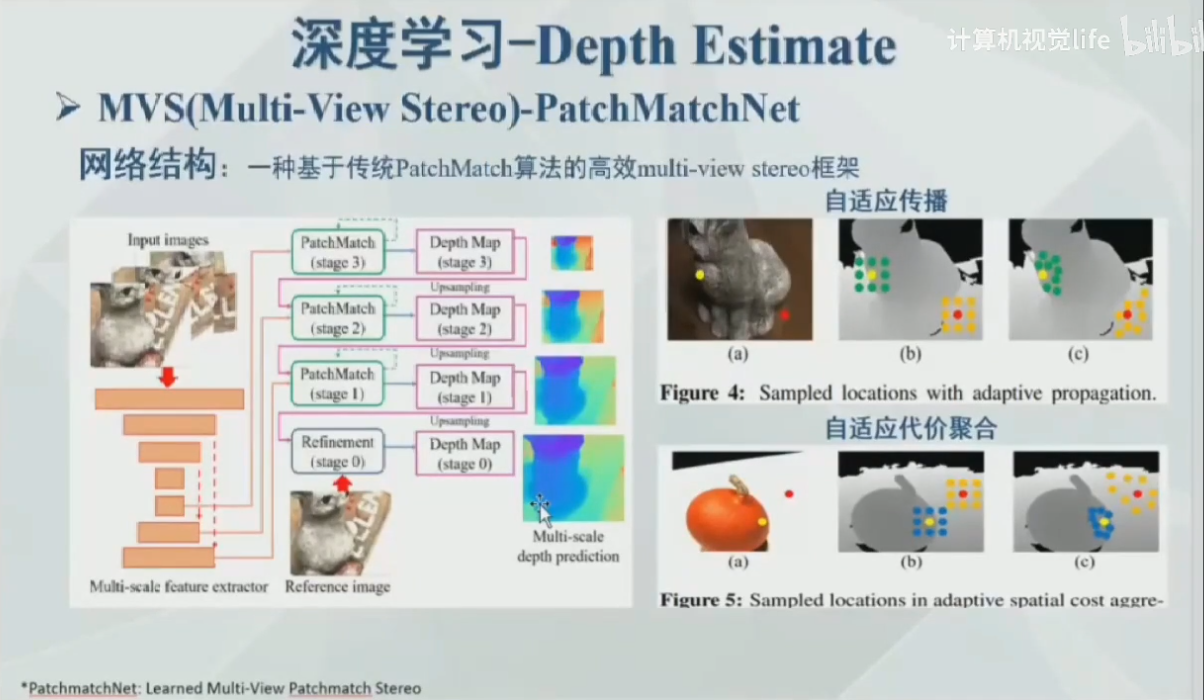 深度学习-Depth Estimate
计算机视觉life
bilibili
➤ MVS(Multi-View Stereo)-PatchMatchNet
网络结构：一种基于传统PatchMatch算法的高效multi-view stereo框架
Input images
PatchMatch
(stage 3)
Depth Map
(stage 3)
Upsampling
PatchMatch
(stage 2)
Depth Map
(stage 2)
Upsampling
PatchMatch
(stage 1)
Depth Map
(stage 1)
Upsampling
Refinement
(stage 0)
Depth Map
(stage 0)
Multi-scale
depth prediction
Multi-scale feature extractor
Reference image
自适应传播
(a)
(b)
(c)
Figure 4: Sampled locations with adaptive propagation.
自适应代价聚合
(a)
(b)
(c)
Figure 5: Sampled locations in adaptive spatial cost aggre-
*PatchmatchNet: Learned Multi-View Patchmatch Stereo